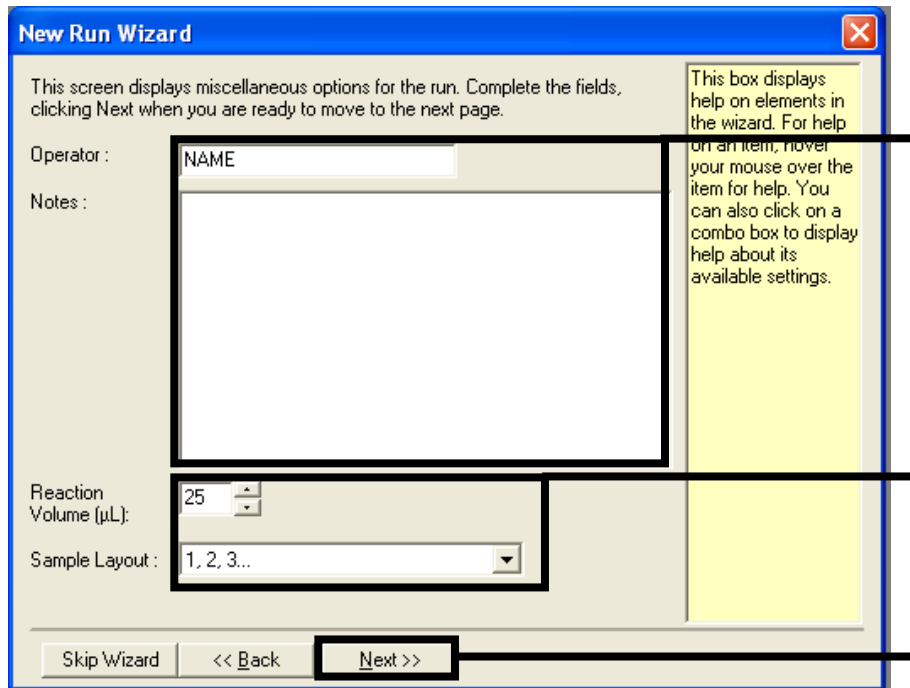 New Run Wizard
This screen displays miscellaneous options for the run. Complete the fields,
clicking Next when you are ready to move to the next page.
Operator :
NAME
Notes :
Reaction
Volume (µL):
25
Sample Layout :
1, 2, 3...
This box displays
help on elements in
the wizard. For help
on an item, hover
your mouse over the
item for help. You
can also click on a
combo box to display
help about its
available settings.
Skip Wizard
<< Back
Next >>